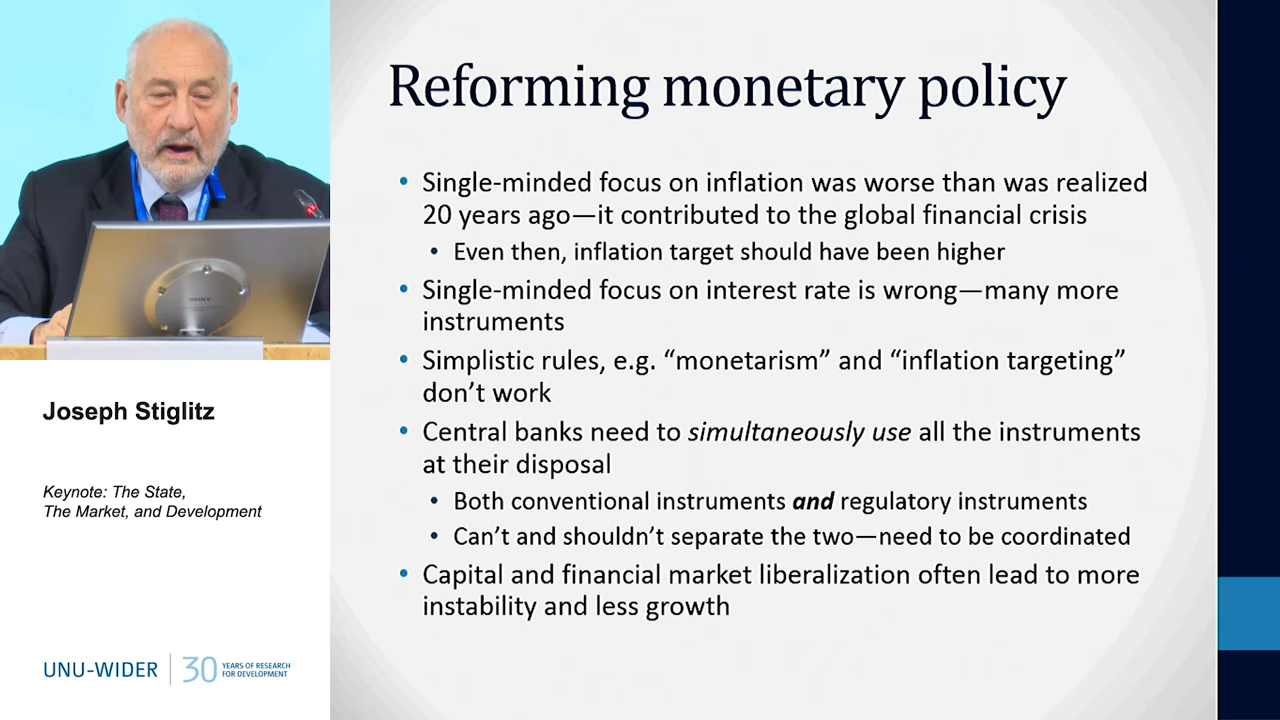 Reforming monetary policy
• Single-minded focus on inflation was worse than was realized
20 years ago—it contributed to the global financial crisis
• Even then, inflation target should have been higher
• Single-minded focus on interest rate is wrong—many more
instruments
• Simplistic rules, e.g. “monetarism” and “inflation targeting”
don’t work
• Central banks need to simultaneously use all the instruments
at their disposal
• Both conventional instruments and regulatory instruments
• Can’t and shouldn’t separate the two—need to be coordinated
• Capital and financial market liberalization often lead to more
instability and less growth
SONY
Joseph Stiglitz
Keynote: The State,
The Market, and Development
UNU-WIDER
30 YEARS OF RESEARCH
FOR DEVELOPMENT